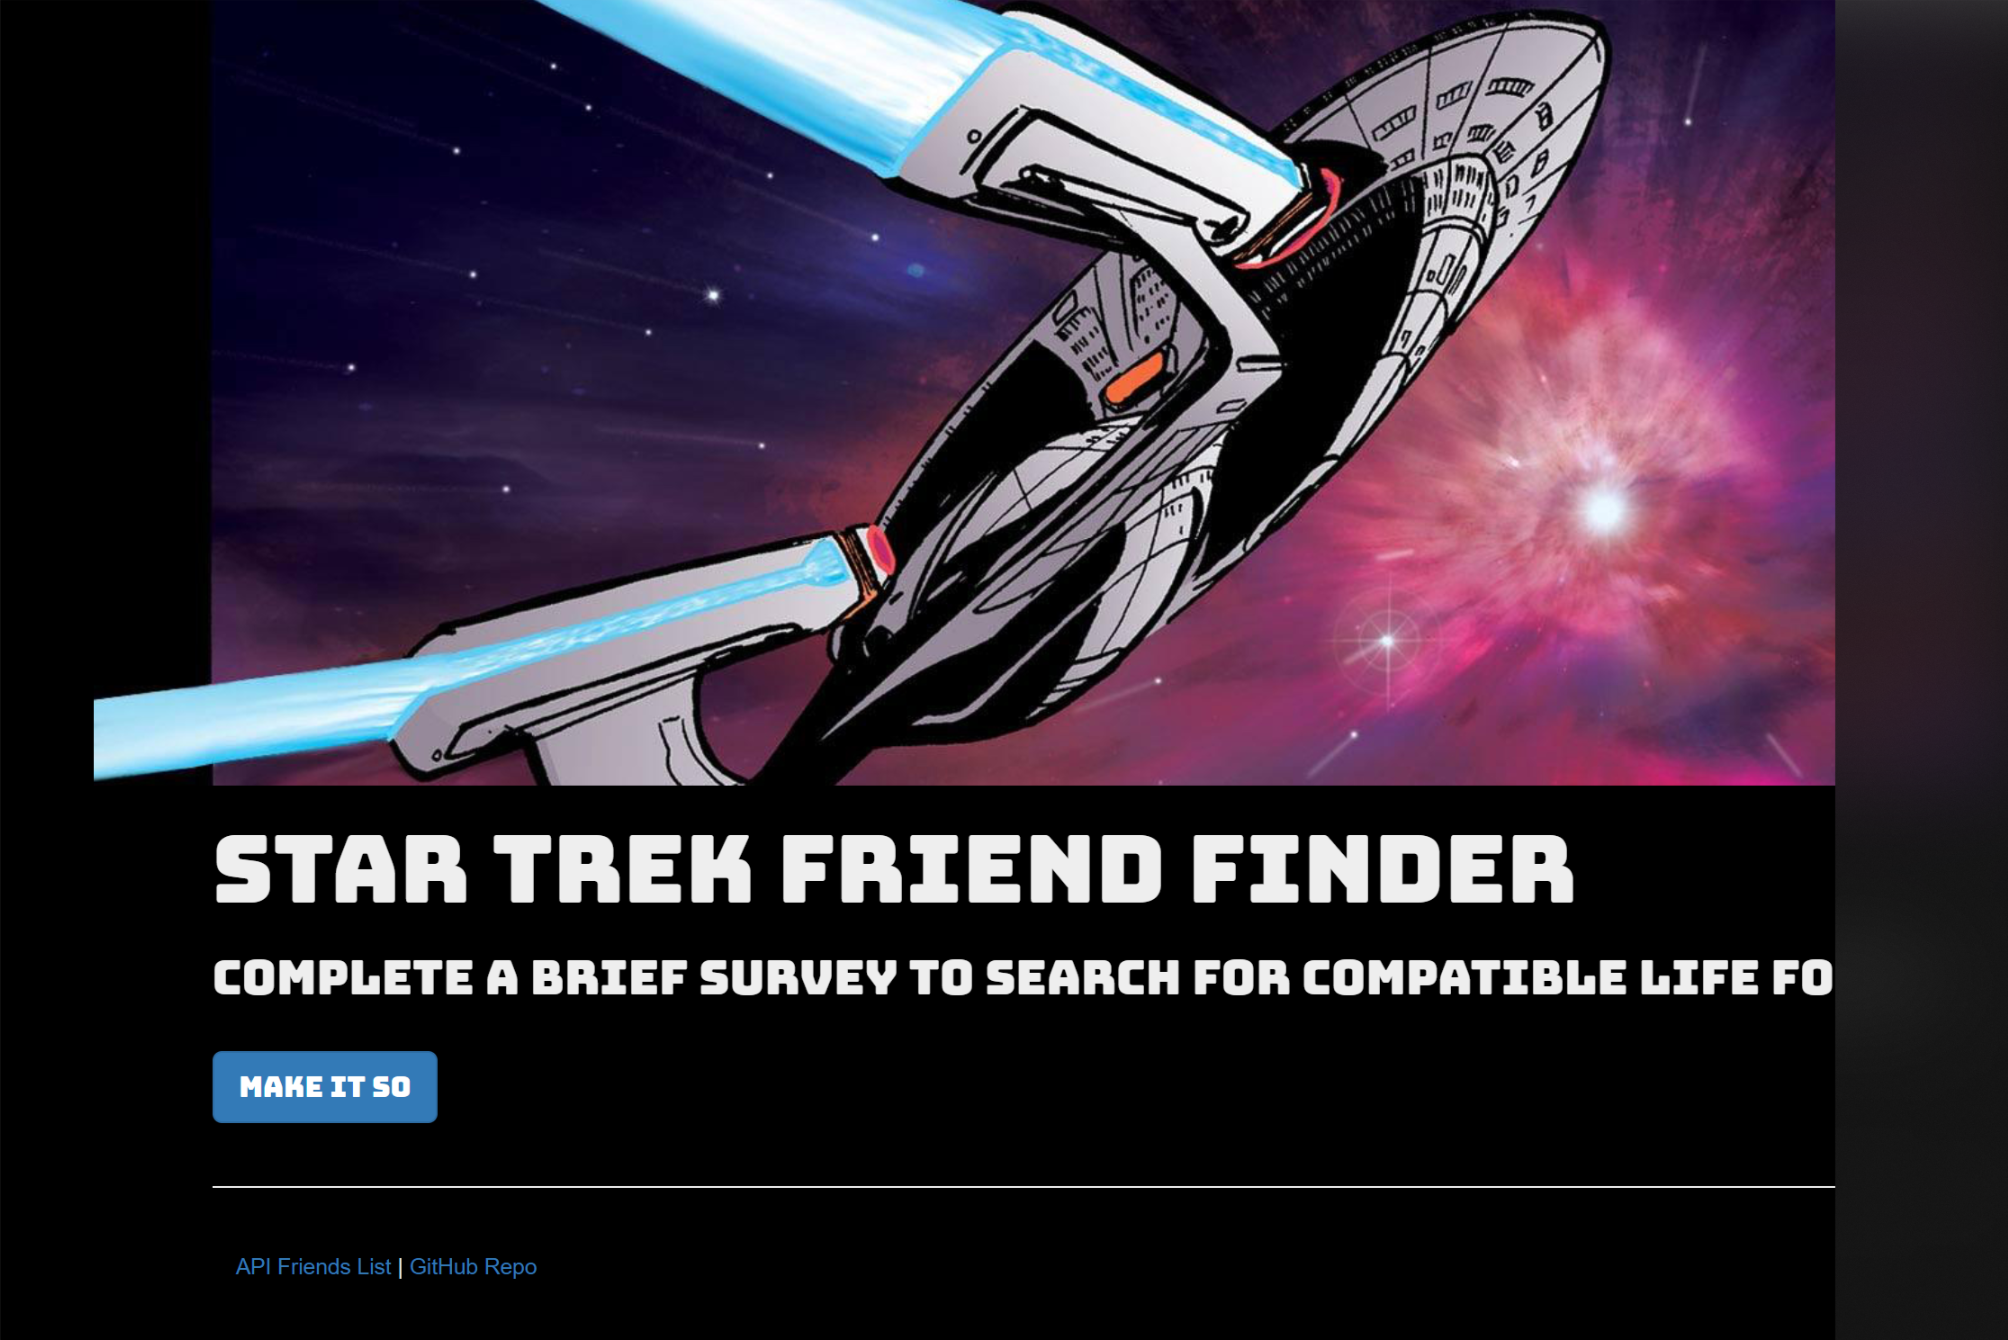 STAR TREK FRIEND FINDER
COMPLETE A BRIEF SURVEY TO SEARCH FOR COMPATIBLE LIFE FO
MAKE IT SO
API Friends List | GitHub Repo